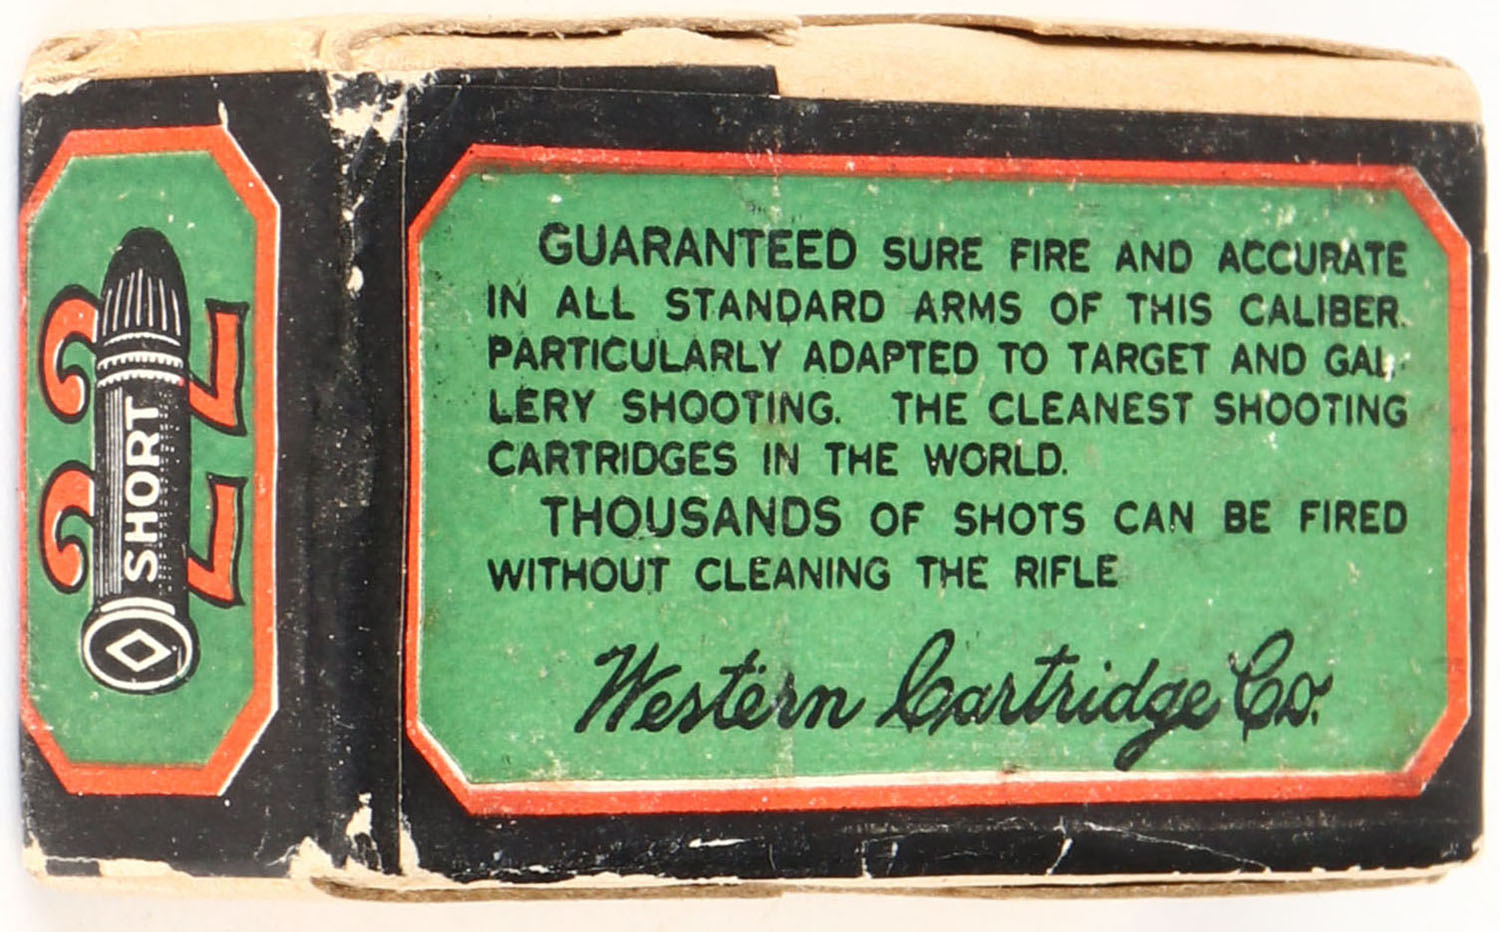 22
SHORT
GUARANTEED SURE FIRE AND ACCURATE
IN ALL STANDARD ARMS OF THIS CALIBER.
PARTICULARLY ADAPTED TO TARGET AND GAL-
LERY SHOOTING. THE CLEANEST SHOOTING
CARTRIDGES IN THE WORLD.
THOUSANDS OF SHOTS CAN BE FIRED
WITHOUT CLEANING THE RIFLE
Western Cartridge Co.